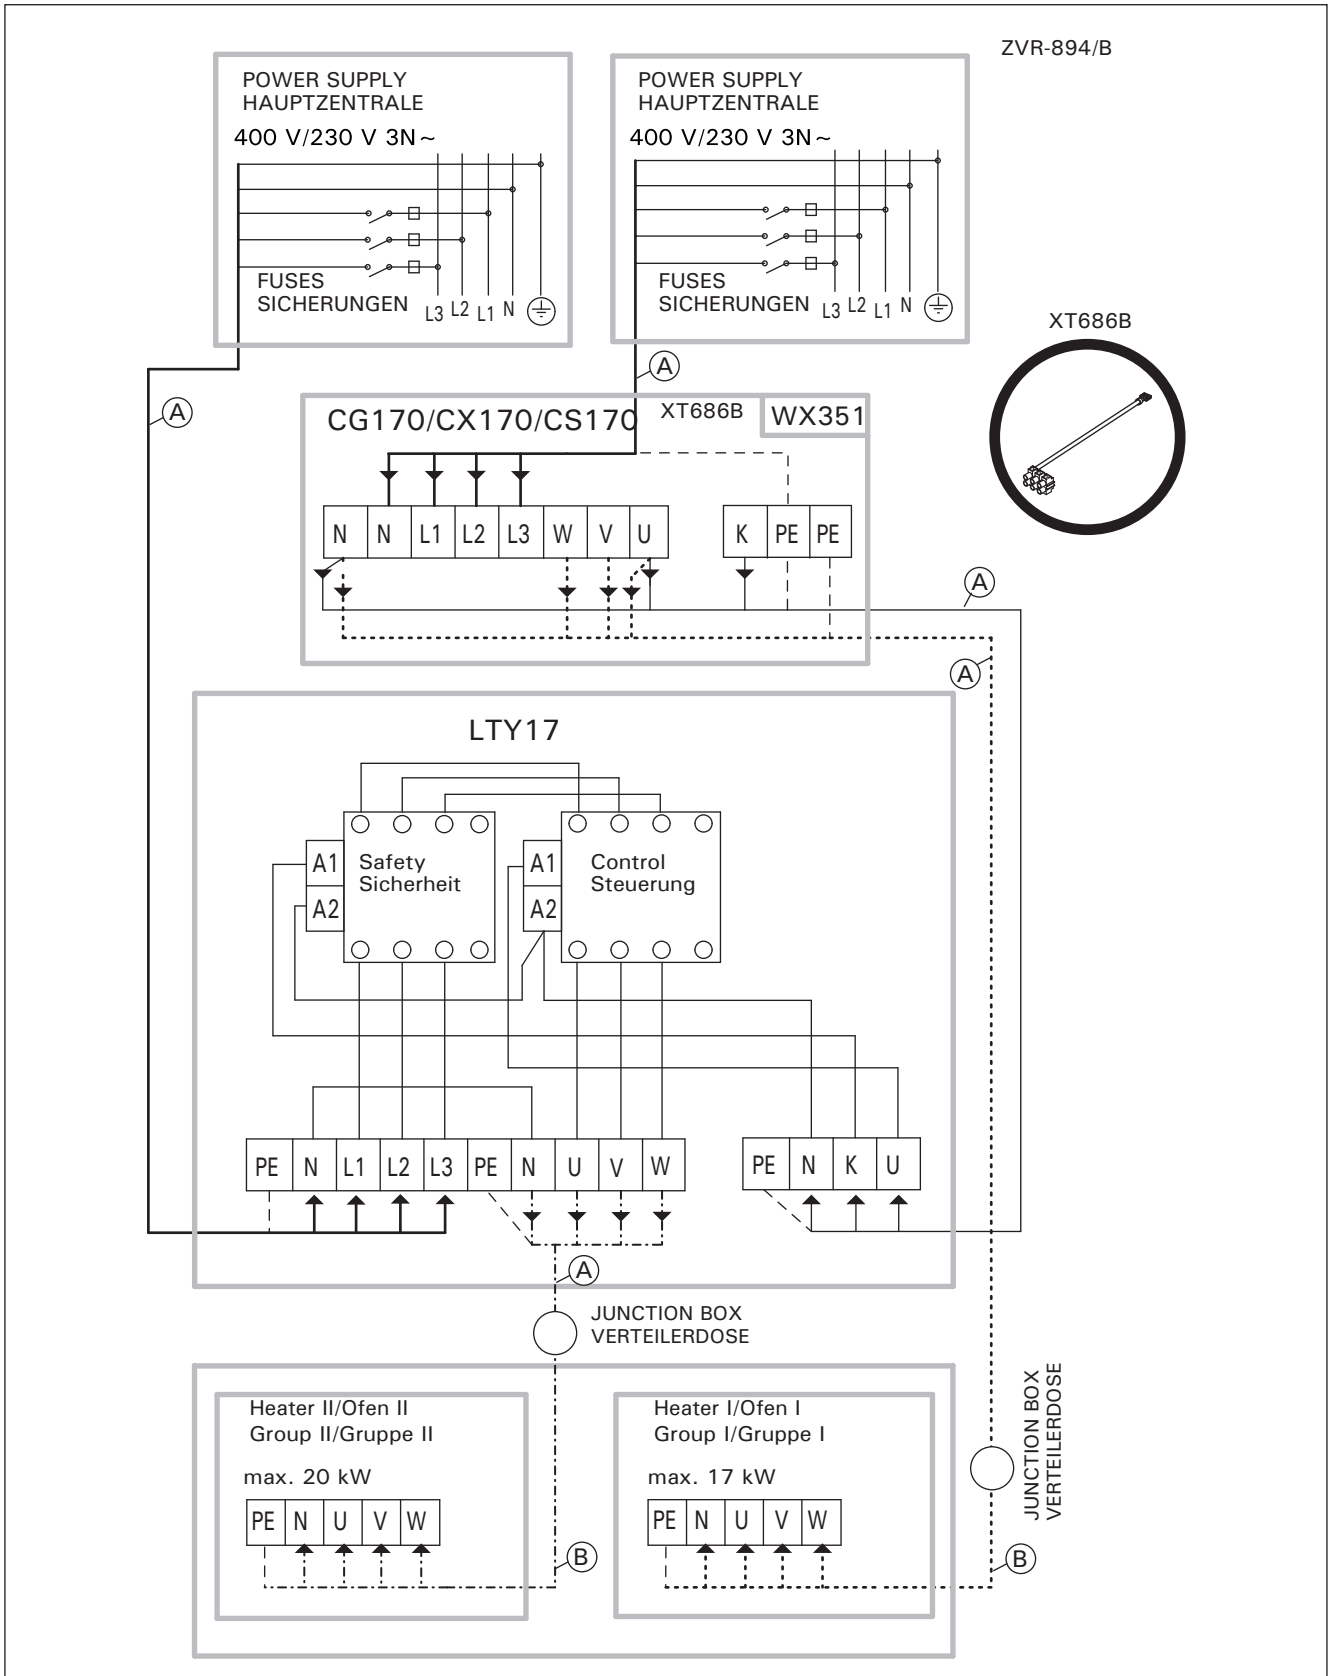 ZVR-894/B
POWER SUPPLY
HAUPTZENTRALE
400 V/230 V 3N~
FUSES
SICHERUNGEN
L3 L2 L1 N
POWER SUPPLY
HAUPTZENTRALE
400 V/230 V 3N~
FUSES
SICHERUNGEN
L3 L2 L1 N
XT686B
A
A
CG170/CX170/CS170
XT686B
WX351
N N L1 L2 L3 W V U
K PE PE
A
A
LTY17
A1
A2
Safety
Sicherheit
A1
A2
Control
Steuerung
PE N L1 L2 L3 PE N U V W
PE N K U
A
JUNCTION BOX
VERTEILERDOSE
Heater II/Ofen II
Group II/Gruppe II
max. 20 kW
PE N U V W
B
Heater I/Ofen I
Group I/Gruppe I
max. 17 kW
PE N U V W
B
JUNCTION BOX
VERTEILERDOSE